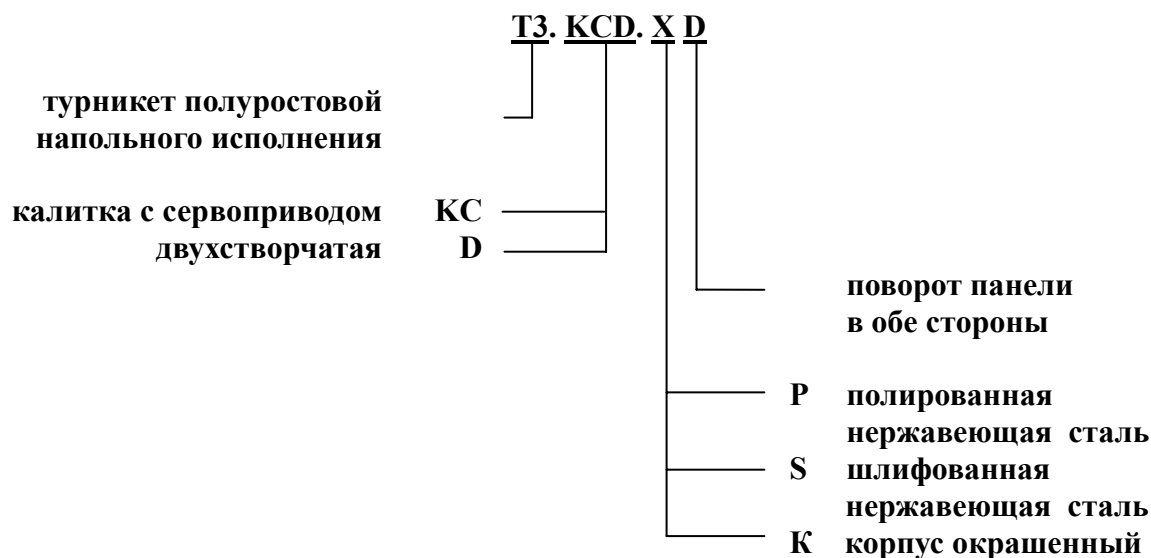 T3. KCD. X D
турникет полуростовой
напольного исполнения
калитка с сервоприводом KC
двухстворчатая D
поворот панели
в обе стороны
P полированная
нержавеющая сталь
S шлифованная
нержавеющая сталь
К корпус окрашенный